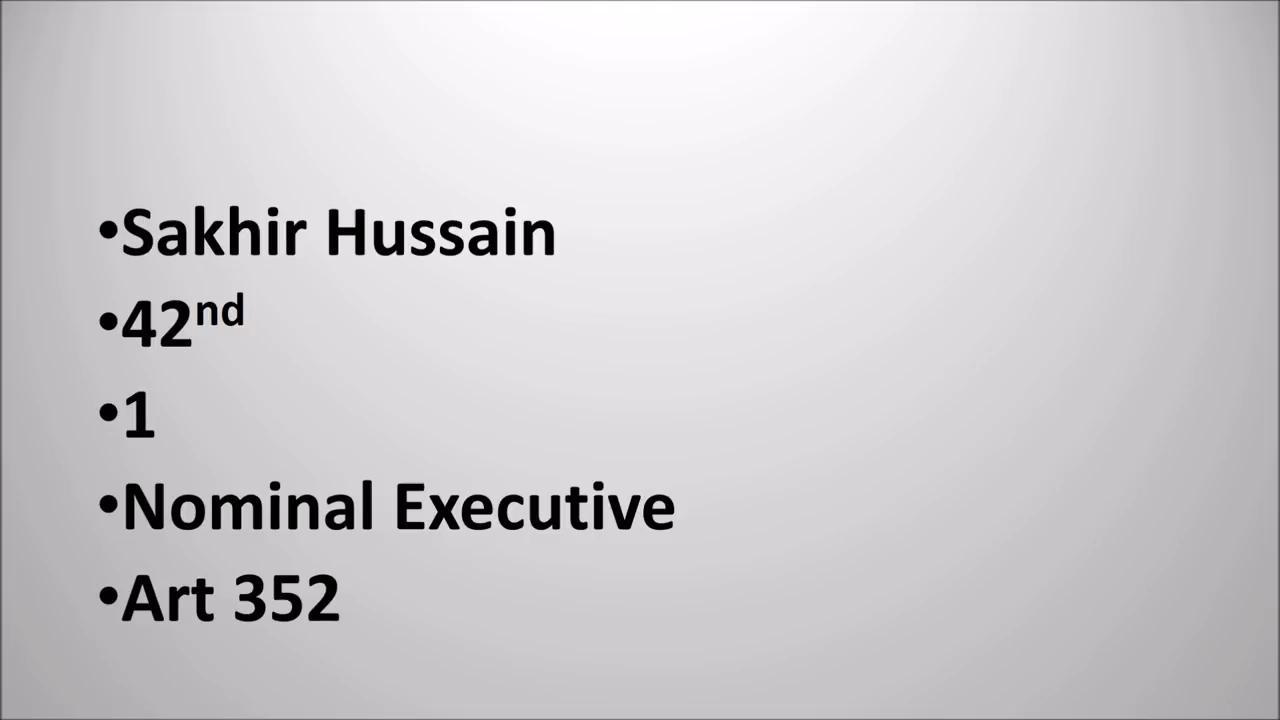 •Sakhir Hussain
•42nd
•1
•Nominal Executive
•Art 352